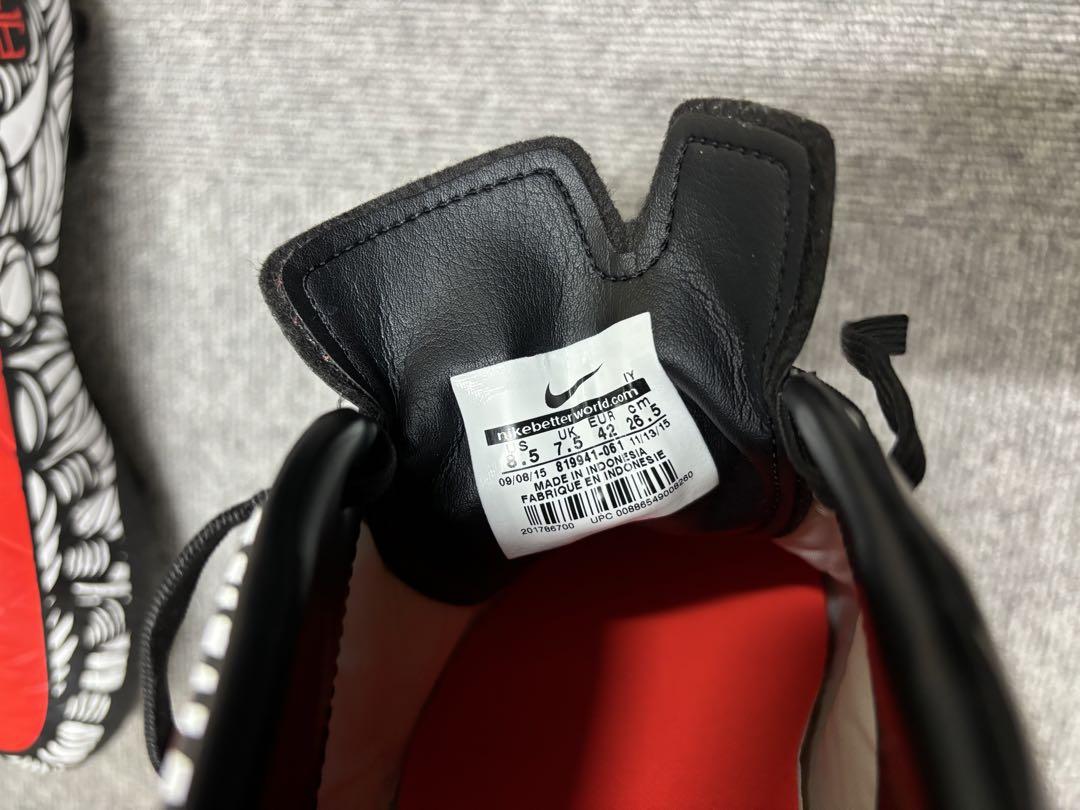 IY
nikebetterworld.com
US UK EUR cm
8.5 7.5 42 26.5
09/08/15 819941-061 11/13/15
MADE IN INDONESIA
FABRIQUE EN INDONESIE
201766700 UPC 00886549008260